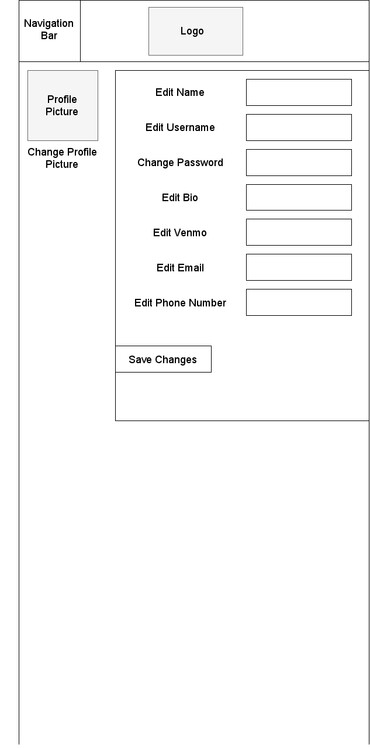 Navigation
Bar
Logo
Profile
Picture
Change Profile
Picture
Edit Name
Edit Username
Change Password
Edit Bio
Edit Venmo
Edit Email
Edit Phone Number
Save Changes